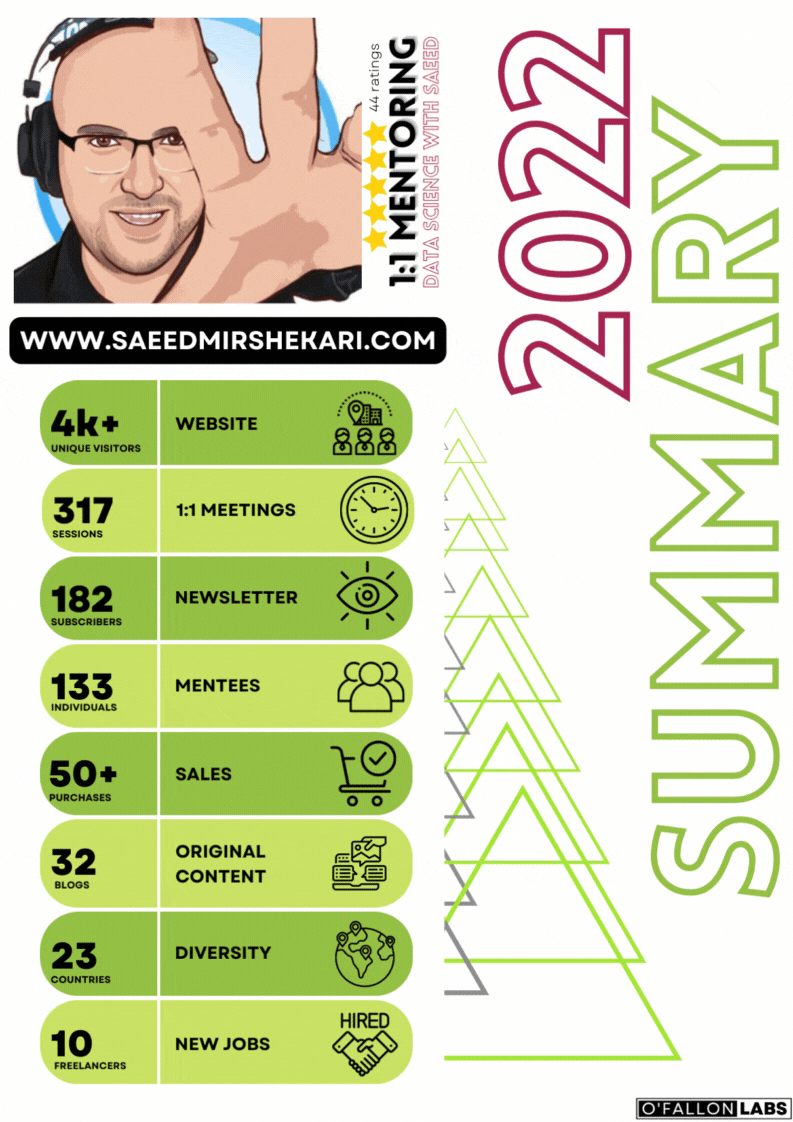 44 ratings
1:1 MENTORING
DATA SCIENCE WITH SAEED
2022
SUMMARY
WWW.SAEEDMIRSHEKARI.COM
4k+
UNIQUE VISITORS
WEBSITE
317
SESSIONS
1:1 MEETINGS
182
SUBSCRIBERS
NEWSLETTER
133
INDIVIDUALS
MENTEES
50+
PURCHASES
SALES
32
BLOGS
ORIGINAL
CONTENT
23
COUNTRIES
DIVERSITY
10
FREELANCERS
NEW JOBS
HIRED
O'FALLON LABS